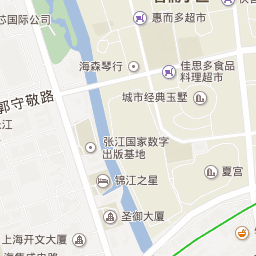 惠而多超市
芯国际公司
海森琴行
佳思多食品
料理超市
城市经典玉墅
郭守敬路
张江国家数字
出版基地
锦江之星
夏宫
圣御大厦
上海开文大厦